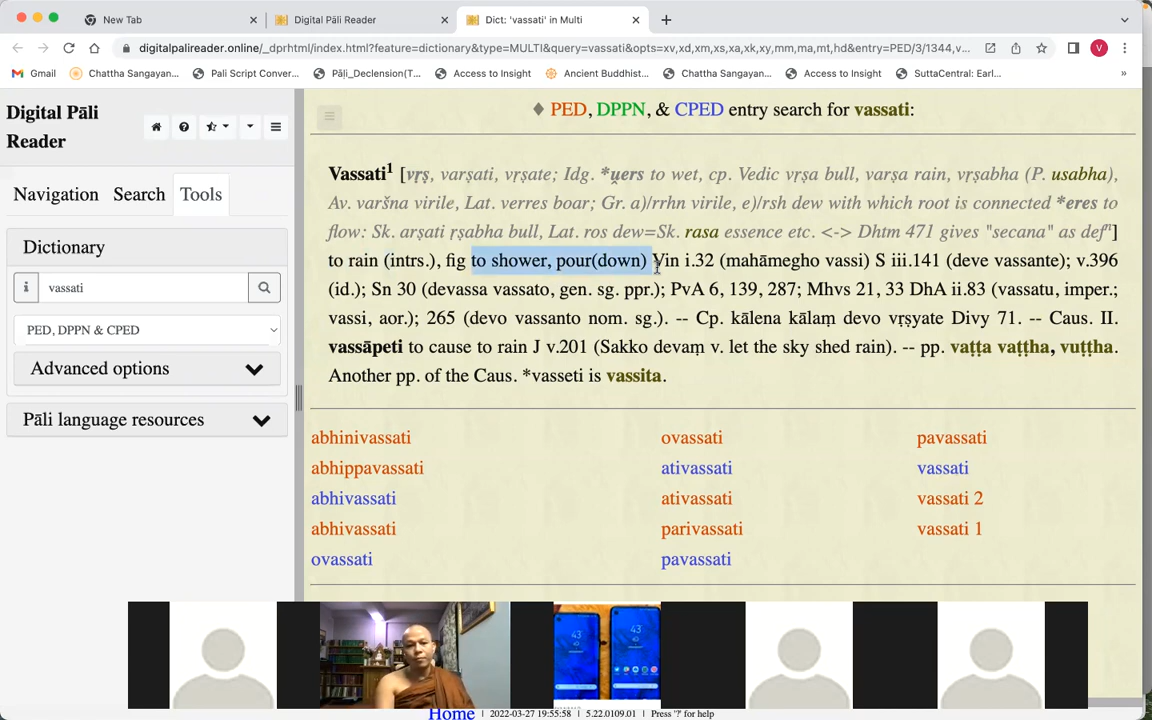 New Tab
Digital Pāli Reader
Dict: 'vassati' in Multi
digitalpalireader.online/_dprhtml/index.html?feature=dictionary&type=MULTI&query=vassati&opts=xv,xd,xm,xs,xa,xk,xy,mm,ma,mt,hd&entry=PED/3/1344,v...
V
Gmail
Chattha Sangayan...
Pali Script Conver...
Pāḷi_Declension(T...
Access to Insight
Ancient Buddhist...
Chattha Sangayan...
Access to Insight
SuttaCentral: Earl...
»
Digital Pāli
Reader
Navigation Search Tools
Dictionary
vassati
PED, DPPN & CPED
Advanced options
Pāli language resources
♦ PED, DPPN, & CPED entry search for vassati:
Vassati¹ [vṛṣ, varṣati, vṛṣate; Idg. *u̯ers to wet, cp. Vedic vṛṣa bull, varṣa rain, vṛṣabha (P. usabha),
Av. varšna virile, Lat. verres boar; Gr. a)/rrhn virile, e)/rsh dew with which root is connected *eres to
flow: Sk. arṣati ṛṣabha bull, Lat. ros dew=Sk. rasa essence etc. <-> Dhtm 471 gives "secana" as defⁿ]
to rain (intrs.), fig to shower, pour(down) Vin i.32 (mahāmegho vassi) S iii.141 (deve vassante); v.396
(id.); Sn 30 (devassa vassato, gen. sg. ppr.); PvA 6, 139, 287; Mhvs 21, 33 DhA ii.83 (vassatu, imper.;
vassi, aor.); 265 (devo vassanto nom. sg.). -- Cp. kālena kālaṃ devo vṛṣyate Divy 71. -- Caus. II.
vassāpeti to cause to rain J v.201 (Sakko devaṃ v. let the sky shed rain). -- pp. vaṭṭa vaṭṭha, vuṭṭha.
Another pp. of the Caus. *vasseti is vassita.
abhinivassati ovassati pavassati
abhippavassati ativassati vassati
abhivassati ativassati vassati 2
abhivassati parivassati vassati 1
ovassati pavassati
43
43
Home | 2022-03-27 19:55:58 | 5.22.0109.01 | Press '?' for help